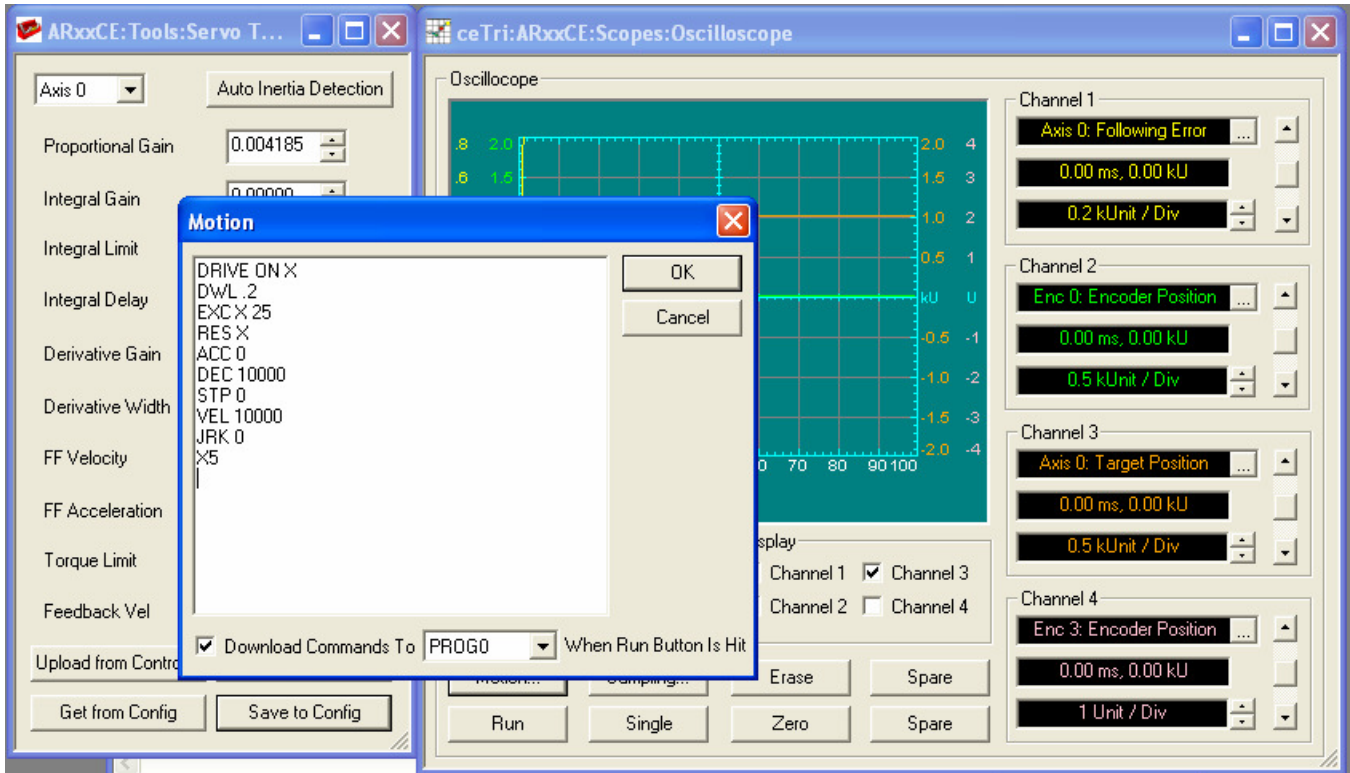 ARxxCE:Tools:Servo T...
Axis 0
Auto Inertia Detection
Proportional Gain
0.004185
Integral Gain
0.00000
Integral Limit
Integral Delay
Derivative Gain
Derivative Width
FF Velocity
FF Acceleration
Torque Limit
Feedback Vel
Upload from Contro
Get from Config
Save to Config
Motion
DRIVE ON X
DWL .2
EXC X 25
RES X
ACC 0
DEC 10000
STP 0
VEL 10000
JRK 0
X5
OK
Cancel
Download Commands To
PROG0
When Run Button Is Hit
ceTri:ARxxCE:Scopes:Oscilloscope
Oscillocope
.8 2.0
.6 1.5
2.0 4
1.5 3
1.0 2
0.5 1
kU U
-0.5 -1
-1.0 -2
-1.5 -3
-2.0 -4
0 70 80 90 100
splay
Channel 1
Channel 3
Channel 2
Channel 4
Motion...
Sampling...
Erase
Spare
Run
Single
Zero
Spare
Channel 1
Axis 0: Following Error
...
0.00 ms, 0.00 kU
0.2 kUnit / Div
Channel 2
Enc 0: Encoder Position
...
0.00 ms, 0.00 kU
0.5 kUnit / Div
Channel 3
Axis 0: Target Position
...
0.00 ms, 0.00 kU
0.5 kUnit / Div
Channel 4
Enc 3: Encoder Position
...
0.00 ms, 0.00 kU
1 Unit / Div